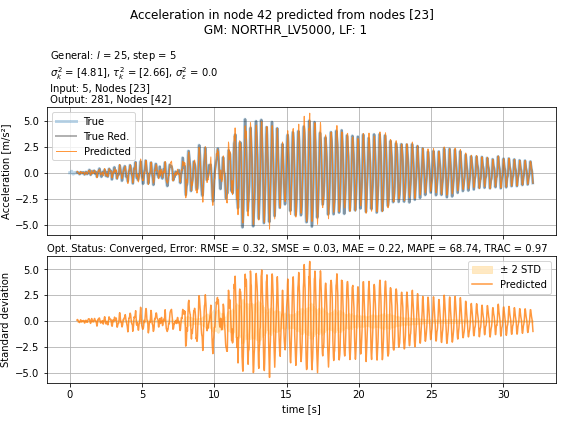 Acceleration in node 42 predicted from nodes [23]
GM: NORTHR_LV5000, LF: 1
General: l = 25, step = 5
σ²ₖ = [4.81], τ²ₖ = [2.66], σ²ε = 0.0
Input: 5, Nodes [23]
Output: 281, Nodes [42]
Acceleration [m/s²]
5.0
2.5
0.0
−2.5
−5.0
True
True Red.
Predicted
Opt. Status: Converged, Error: RMSE = 0.32, SMSE = 0.03, MAE = 0.22, MAPE = 68.74, TRAC = 0.97
Standard deviation
5.0
2.5
0.0
−2.5
−5.0
± 2 STD
Predicted
0 5 10 15 20 25 30
time [s]